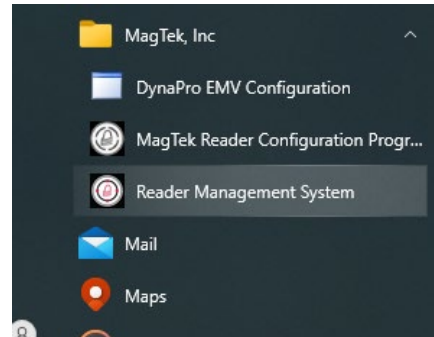 MagTek, Inc
DynaPro EMV Configuration
MagTek Reader Configuration Progr...
Reader Management System
Mail
Maps